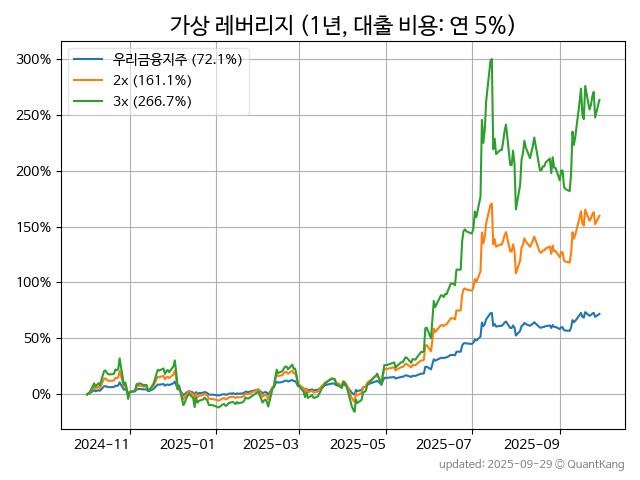 가상 레버리지 (1년, 대출 비용: 연 5%)
우리금융지주 (72.1%)
2x (161.1%)
3x (266.7%)
300%
250%
200%
150%
100%
50%
0%
2024-11 2025-01 2025-03 2025-05 2025-07 2025-09
updated: 2025-09-29 © QuantKang